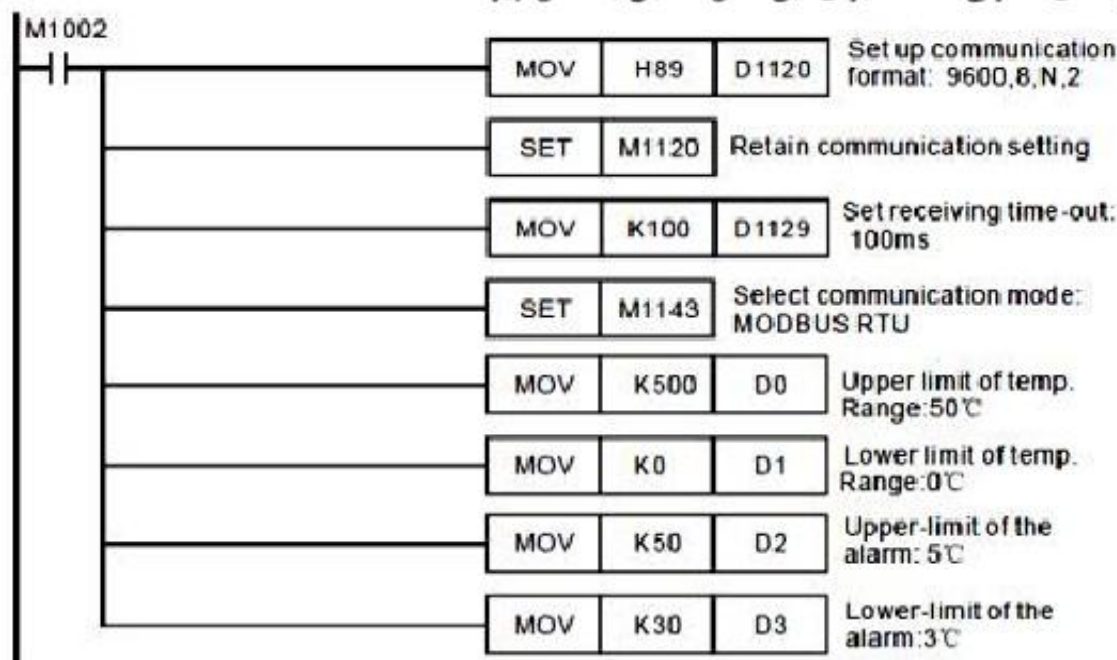 M1002
MOV H89 D1120
Set up communication
format: 9600,8,N,2
SET M1120
Retain communication setting
MOV K100 D1129
Set receiving time-out:
100ms
SET M1143
Select communication mode:
MODBUS RTU
MOV K500 D0
Upper limit of temp.
Range:50℃
MOV K0 D1
Lower limit of temp.
Range:0℃
MOV K50 D2
Upper-limit of the
alarm: 5℃
MOV K30 D3
Lower-limit of the
alarm:3℃